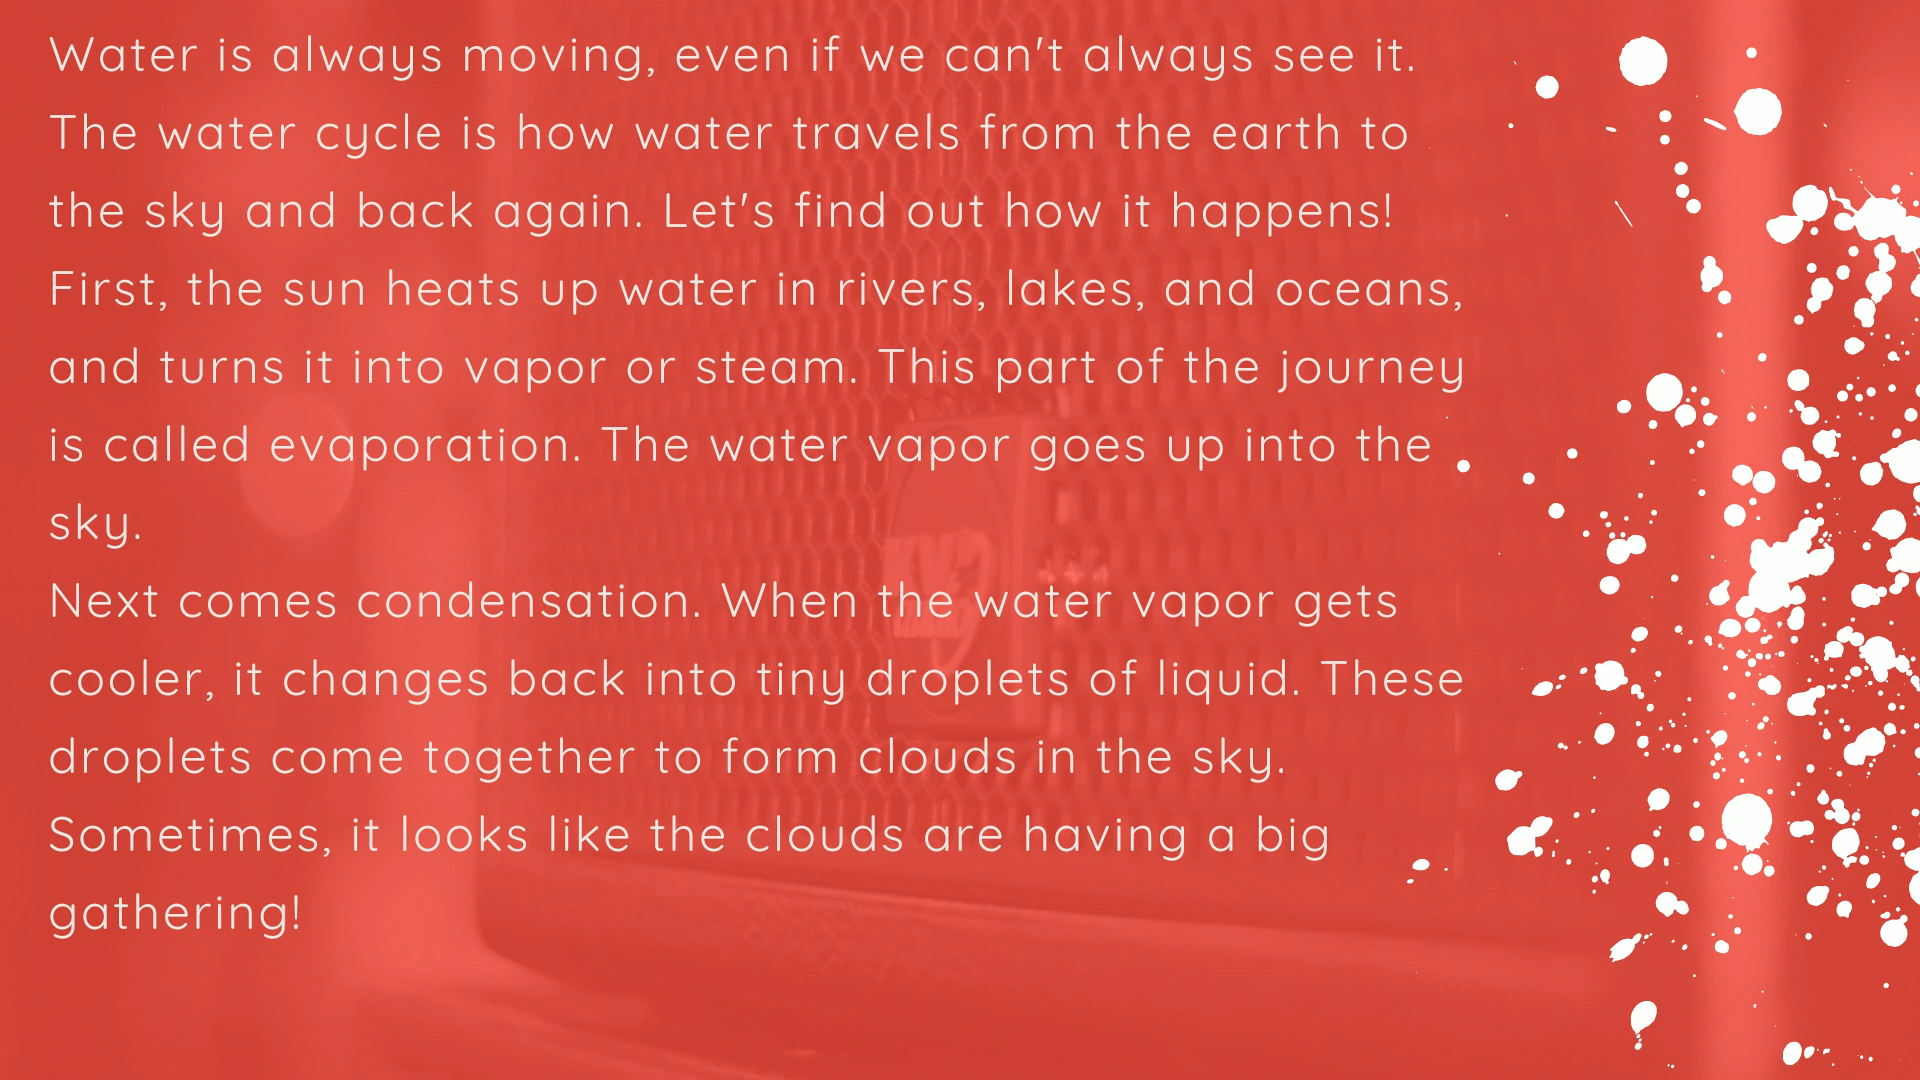 Water is always moving, even if we can't always see it.
The water cycle is how water travels from the earth to
the sky and back again. Let's find out how it happens!
First, the sun heats up water in rivers, lakes, and oceans,
and turns it into vapor or steam. This part of the journey
is called evaporation. The water vapor goes up into the
sky.
Next comes condensation. When the water vapor gets
cooler, it changes back into tiny droplets of liquid. These
droplets come together to form clouds in the sky.
Sometimes, it looks like the clouds are having a big
gathering!